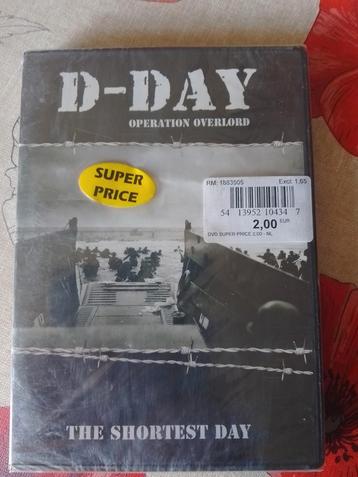 D-DAY
OPERATION OVERLORD
SUPER
PRICE
RM: 1883505 Excl: 1,65
54 13952 10434 7
2,00 EUR
DVD SUPER PRICE 2,00 - NL
THE SHORTEST DAY